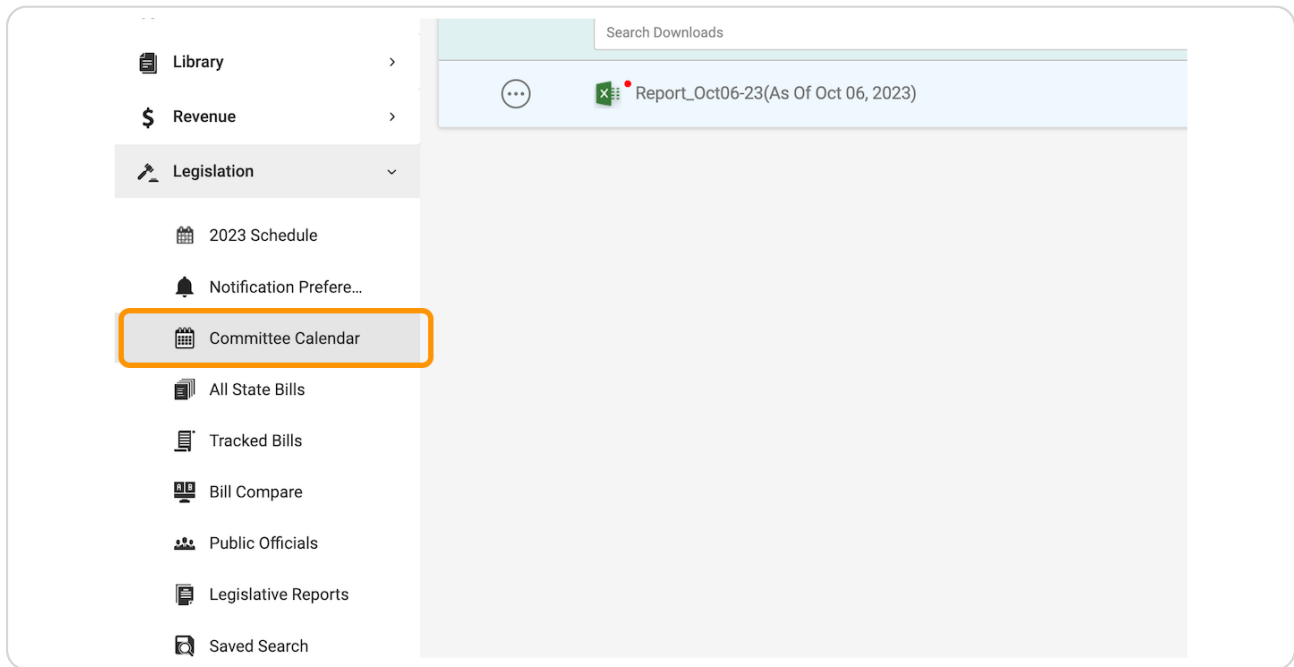 Library
Revenue
Legislation
2023 Schedule
Notification Prefere...
Committee Calendar
All State Bills
Tracked Bills
Bill Compare
Public Officials
Legislative Reports
Saved Search
Search Downloads
Report_Oct06-23(As Of Oct 06, 2023)